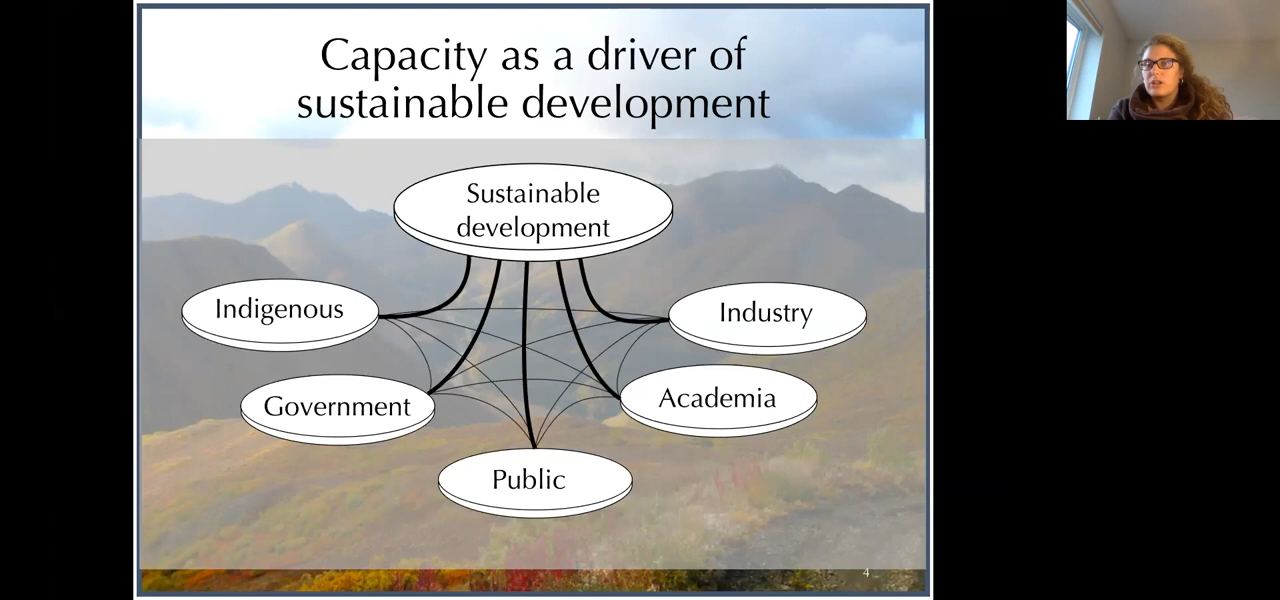 Capacity as a driver of
sustainable development
Sustainable
development
Indigenous
Industry
Government
Academia
Public
4